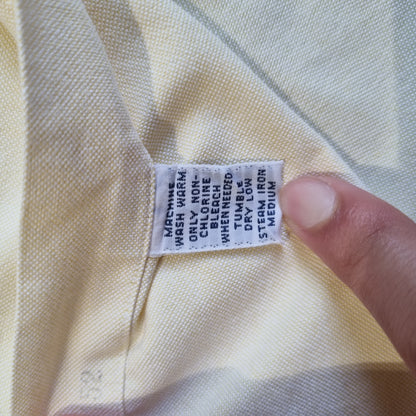 MACHINE
WASH WARM.
ONLY NON-
CHLORINE
BLEACH
WHEN NEEDED.
TUMBLE
DRY LOW
STEAM IRON
MEDIUM